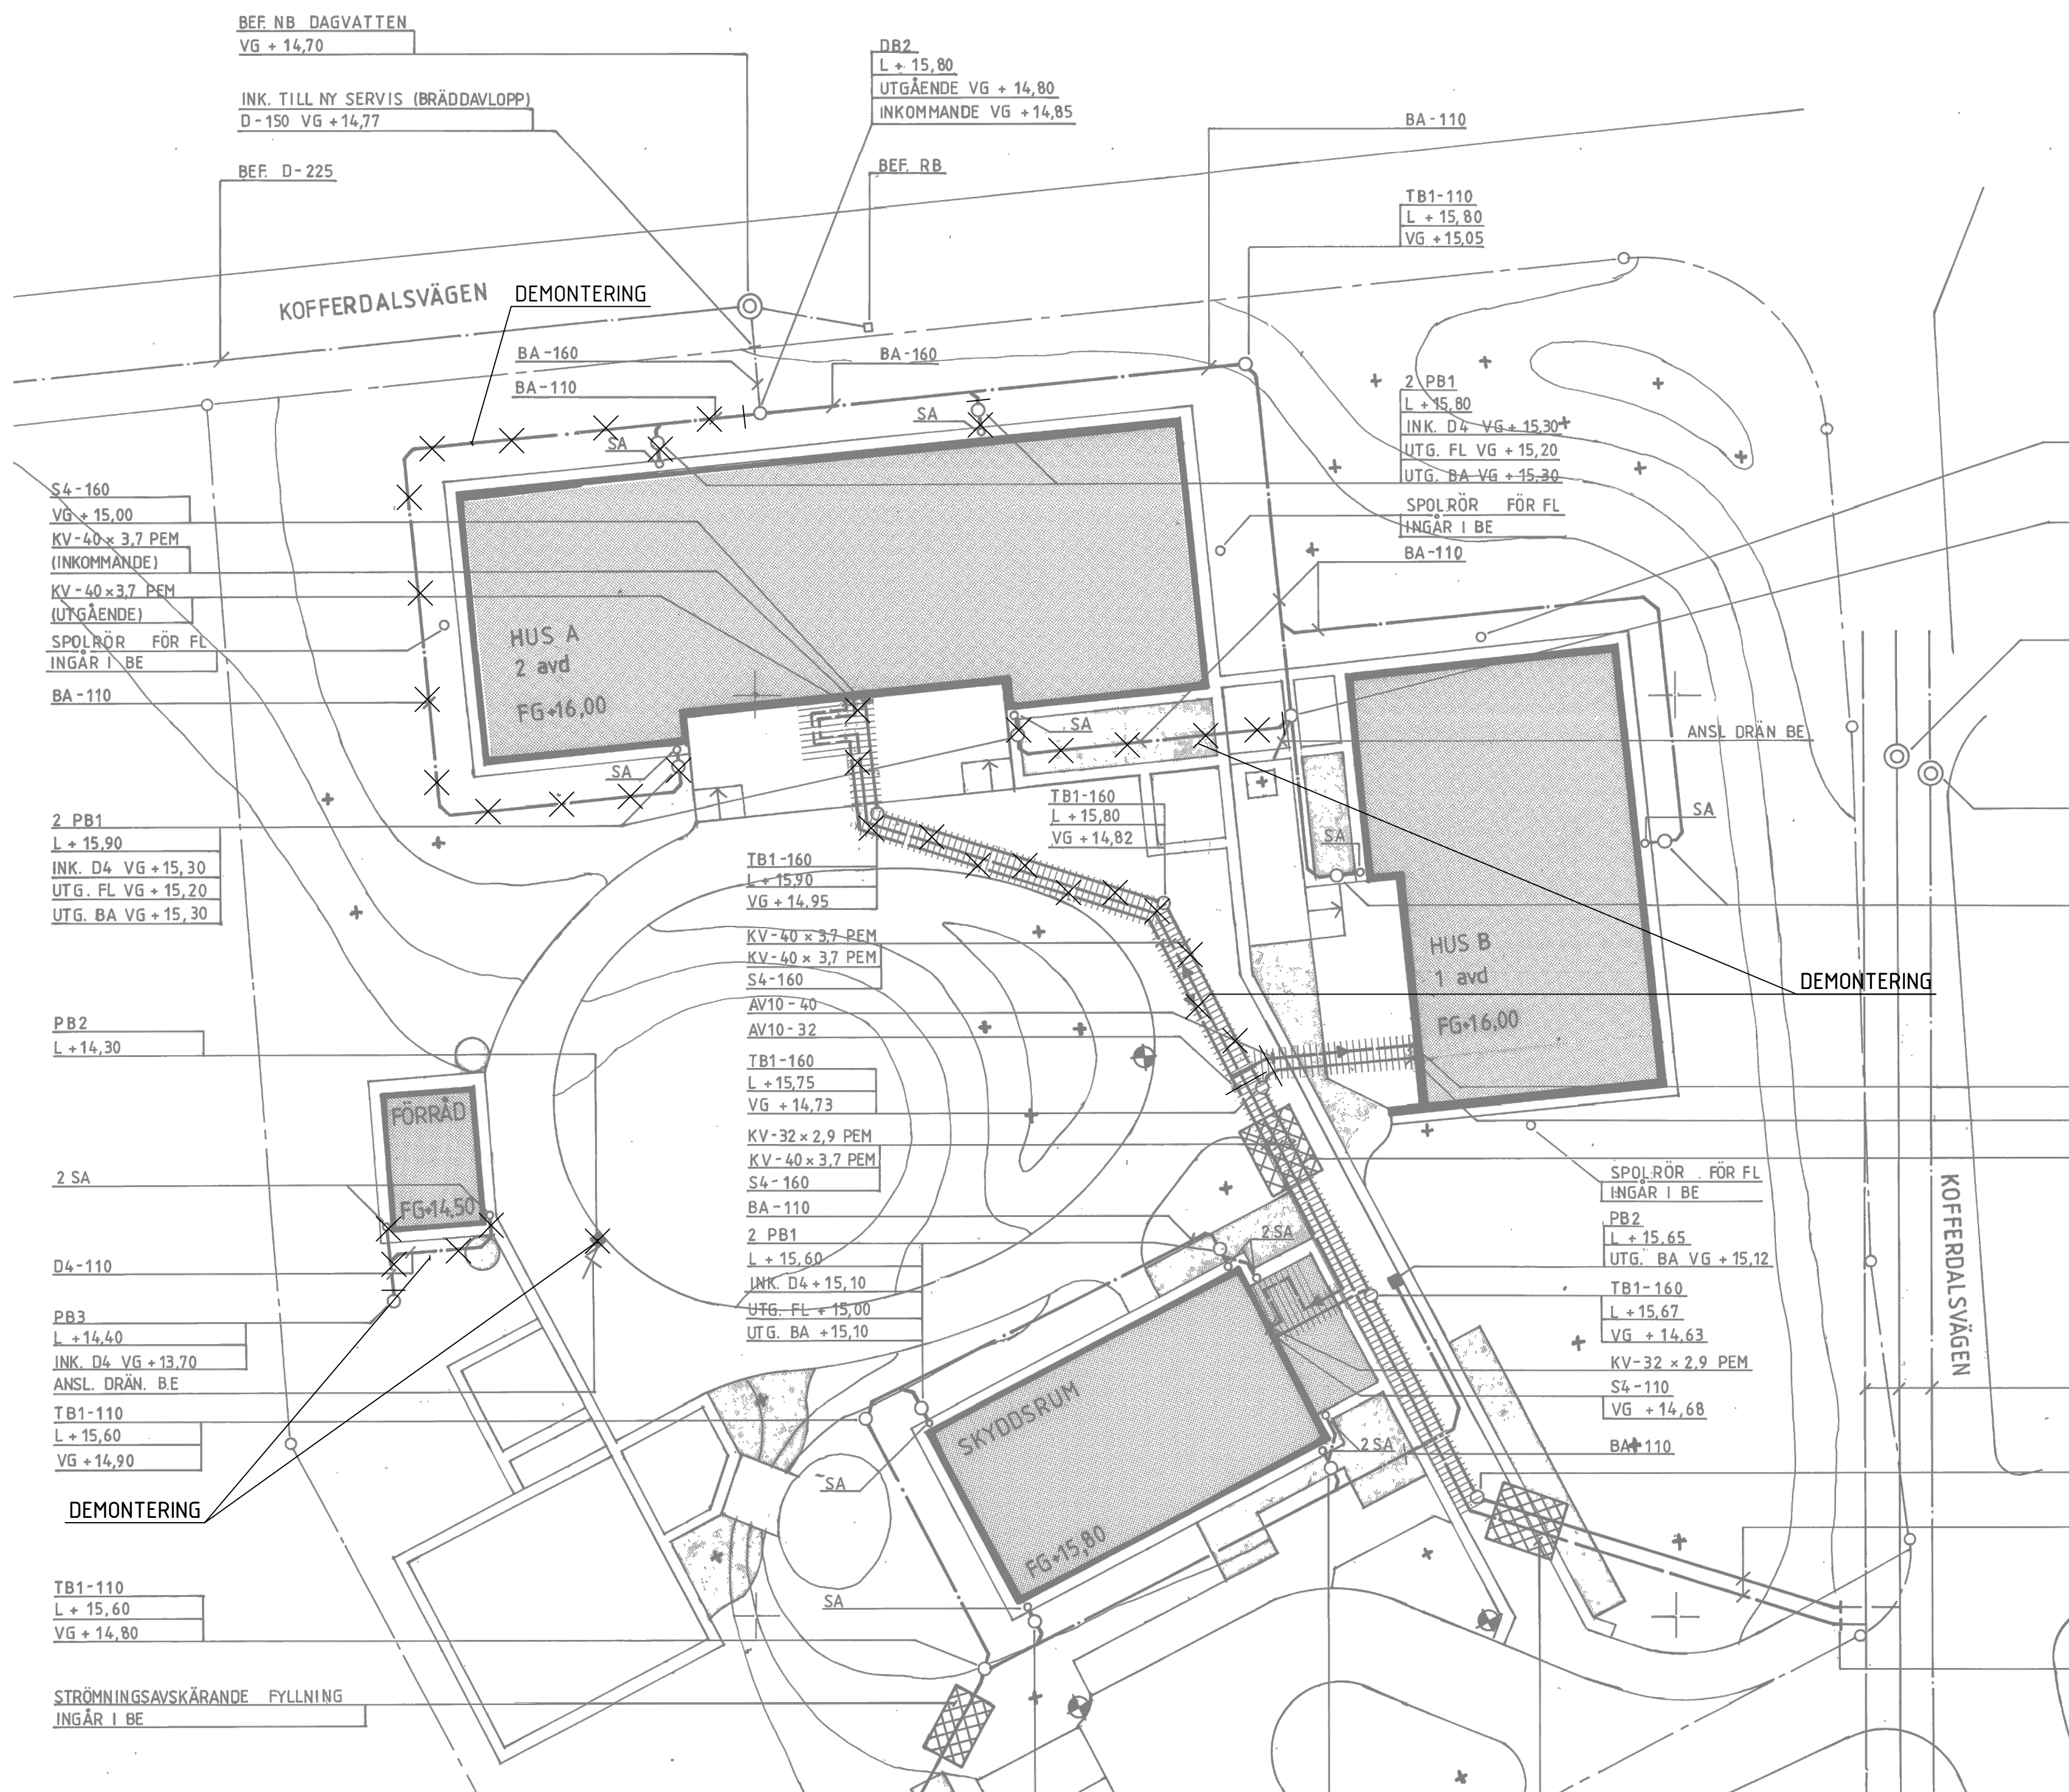 BEF. NB DAGVATTEN
VG + 14,70
INK. TILL NY SERVIS (BRÄDDAVLOPP)
D-150 VG +14,77
BEF. D-225
DB2
L + 15,80
UTGÅENDE VG + 14,80
INKOMMANDE VG +14,85
BEF. RB
BA-110
TB1-110
L + 15,80
VG +15,05
KOFFERDALSVÄGEN
DEMONTERING
BA-160
BA-160
BA-110
SA
SA
2 PB1
L +15,80
INK. D4 VG+15,30
UTG. FL VG +15,20
UTG. BA VG +15,30
SPOLRÖR FÖR FL
INGÅR I BE
BA-110
S4-160
VG + 15,00
KV-40 × 3,7 PEM
(INKOMMANDE)
KV-40×3,7 PEM
(UTGÅENDE)
SPOLRÖR FÖR FL
INGÅR I BE
BA-110
HUS A
2 avd
FG+16,00
SA
SA
ANSL DRÄN BE
2 PB1
L +15,90
INK. D4 VG +15,30
UTG. FL VG +15,20
UTG. BA VG +15,30
TB1-160
L +15,80
VG +14,82
SA
SA
TB1-160
L +15,90
VG +14,95
KV-40 × 3,7 PEM
KV-40 × 3,7 PEM
S4-160
AV10-40
AV10-32
TB1-160
L +15,75
VG +14,73
KV-32 × 2,9 PEM
KV-40 × 3,7 PEM
S4-160
BA-110
2 PB1
L +15,60
INK. D4+15,10
UTG. FL + 15,00
UTG. BA +15,10
HUS B
1 avd
FG+16,00
DEMONTERING
PB2
L +14,30
FÖRRÅD
FG+14,50
2 SA
D4-110
PB3
L +14,40
INK. D4 VG +13,70
ANSL. DRÄN. B.E
TB1-110
L +15,60
VG +14,90
DEMONTERING
2 SA
SPOLRÖR FÖR FL
INGÅR I BE
PB2
L +15,65
UTG. BA VG +15,12
TB1-160
L +15,67
VG +14,63
KV-32 × 2,9 PEM
S4-110
VG +14,68
BA-110
KOFFERDALSVÄGEN
SKYDDSRUM
FG+15,80
2 SA
SA
SA
TB1-110
L + 15,60
VG +14,80
STRÖMNINGSAVSKÄRANDE FYLLNING
INGÅR I BE